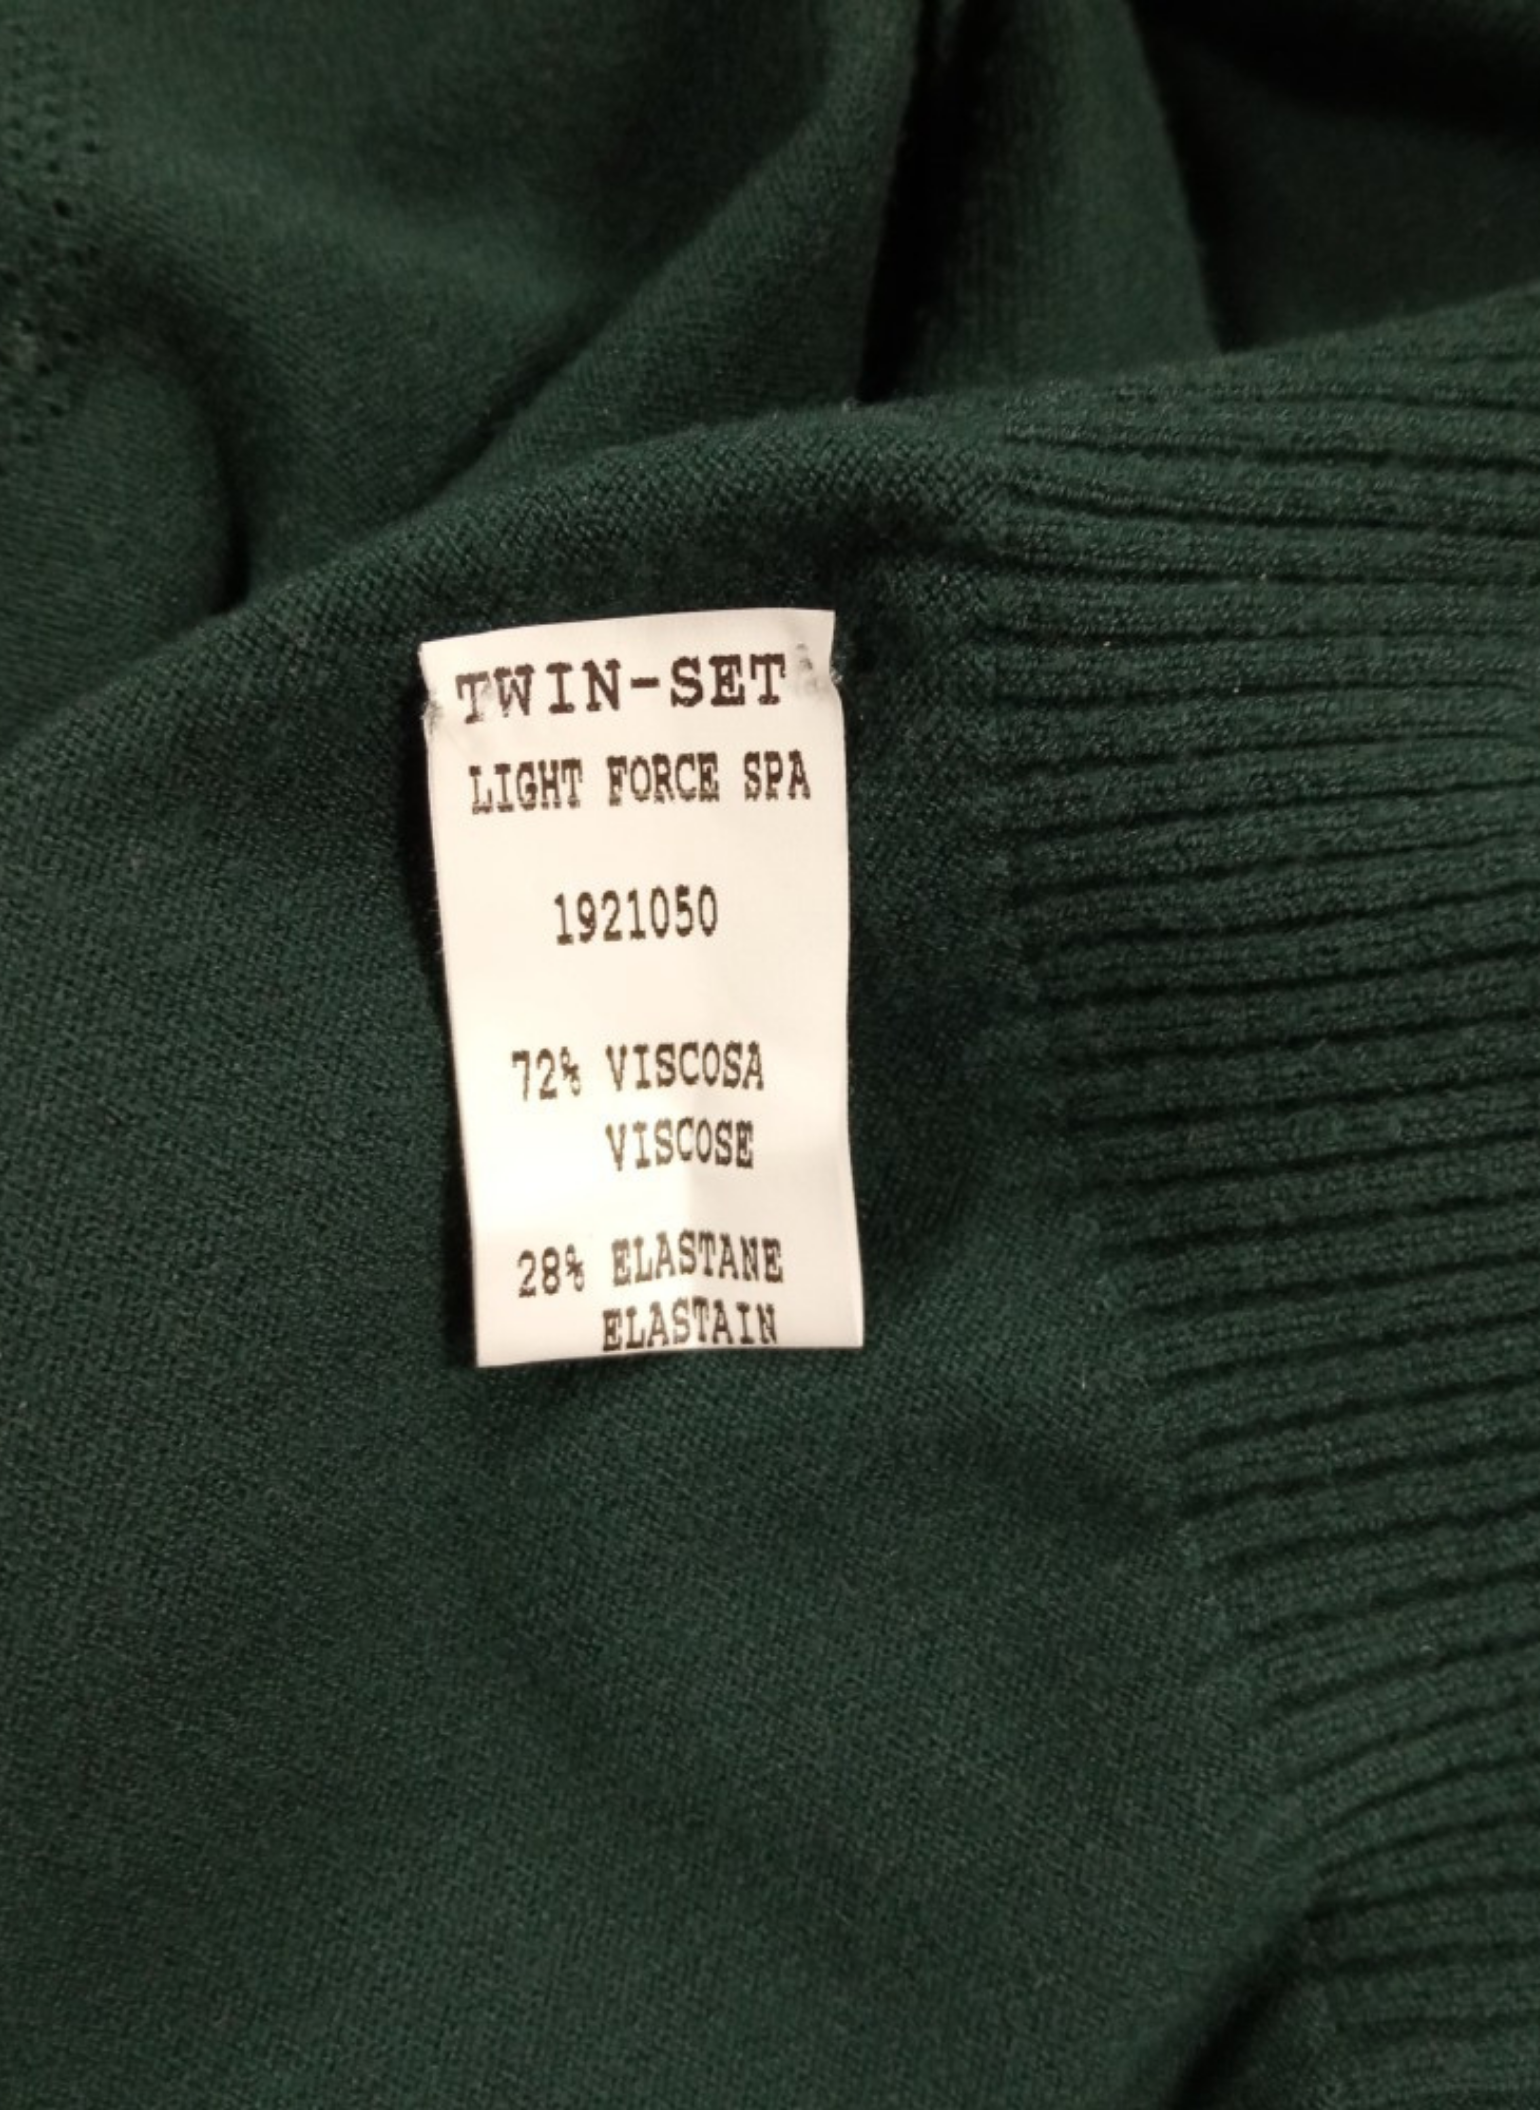 TWIN-SET
LIGHT FORCE SPA
1921050
72% VISCOSA
VISCOSE
28% ELASTANE
ELASTAIN